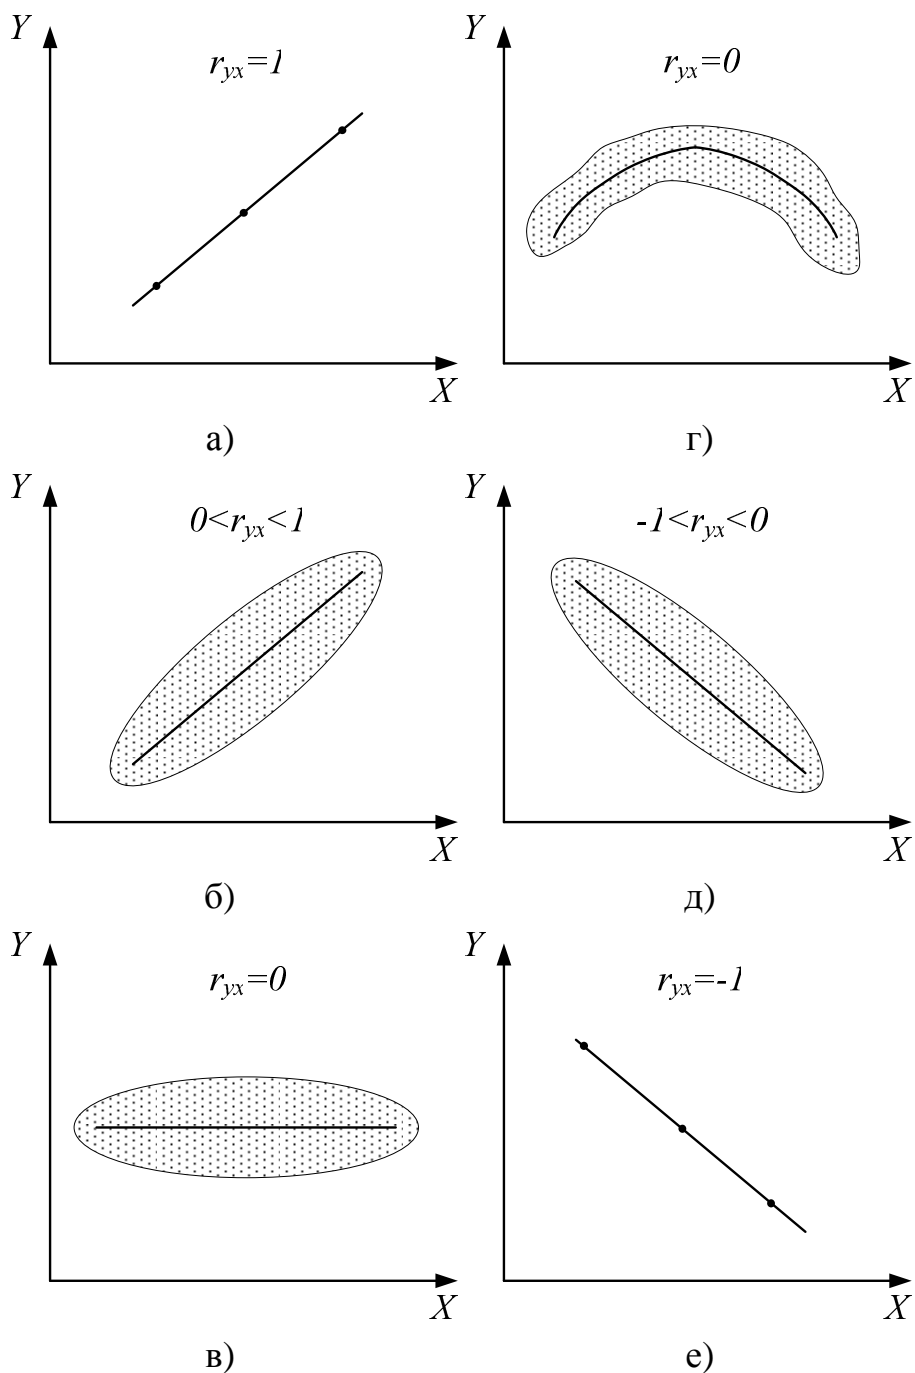 Y
r_yx=1
X
а)
Y
r_yx=0
X
г)
Y
0<r_yx<1
X
б)
Y
-1<r_yx<0
X
д)
Y
r_yx=0
X
в)
Y
r_yx=-1
X
е)